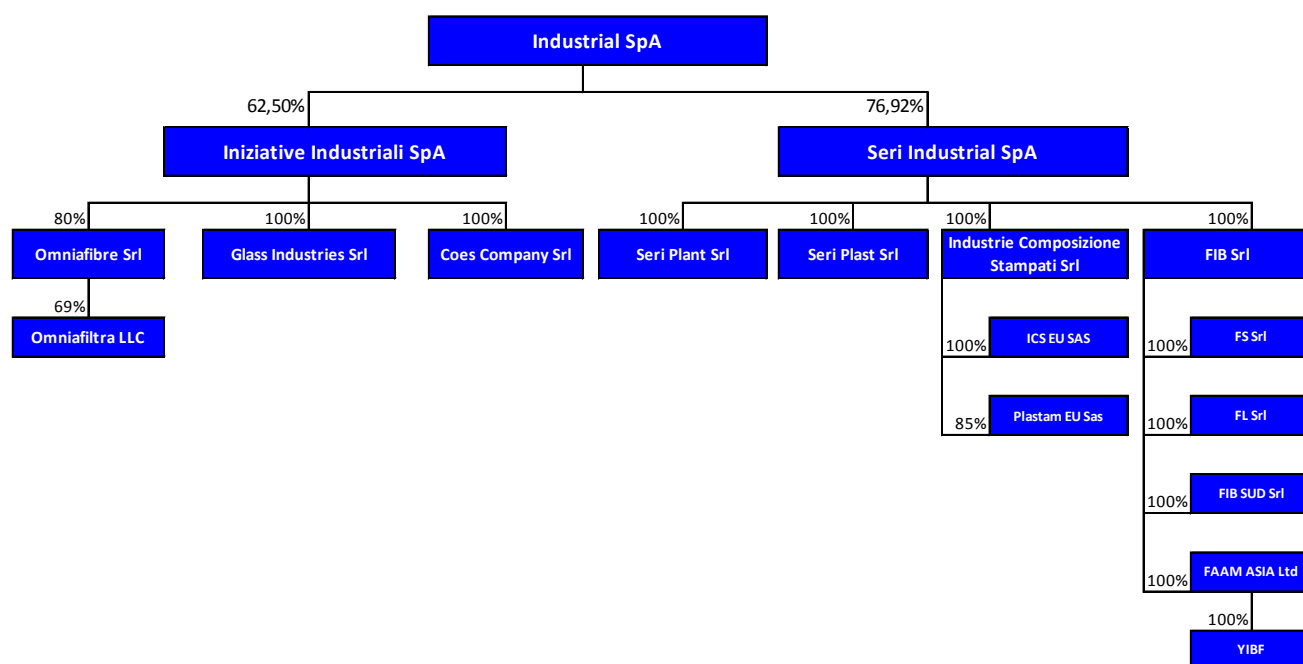 Industrial SpA
62,50%
76,92%
Iniziative Industriali SpA
Seri Industrial SpA
80%
100%
100%
100%
100%
100%
100%
Omniafibre Srl
Glass Industries Srl
Coes Company Srl
Seri Plant Srl
Seri Plast Srl
Industrie Composizione
Stampati Srl
FIB Srl
69%
Omniafiltra LLC
100%
ICS EU SAS
100%
FS Srl
85%
Plastam EU Sas
100%
FL Srl
100%
FIB SUD Srl
100%
FAAM ASIA Ltd
100%
YIBF